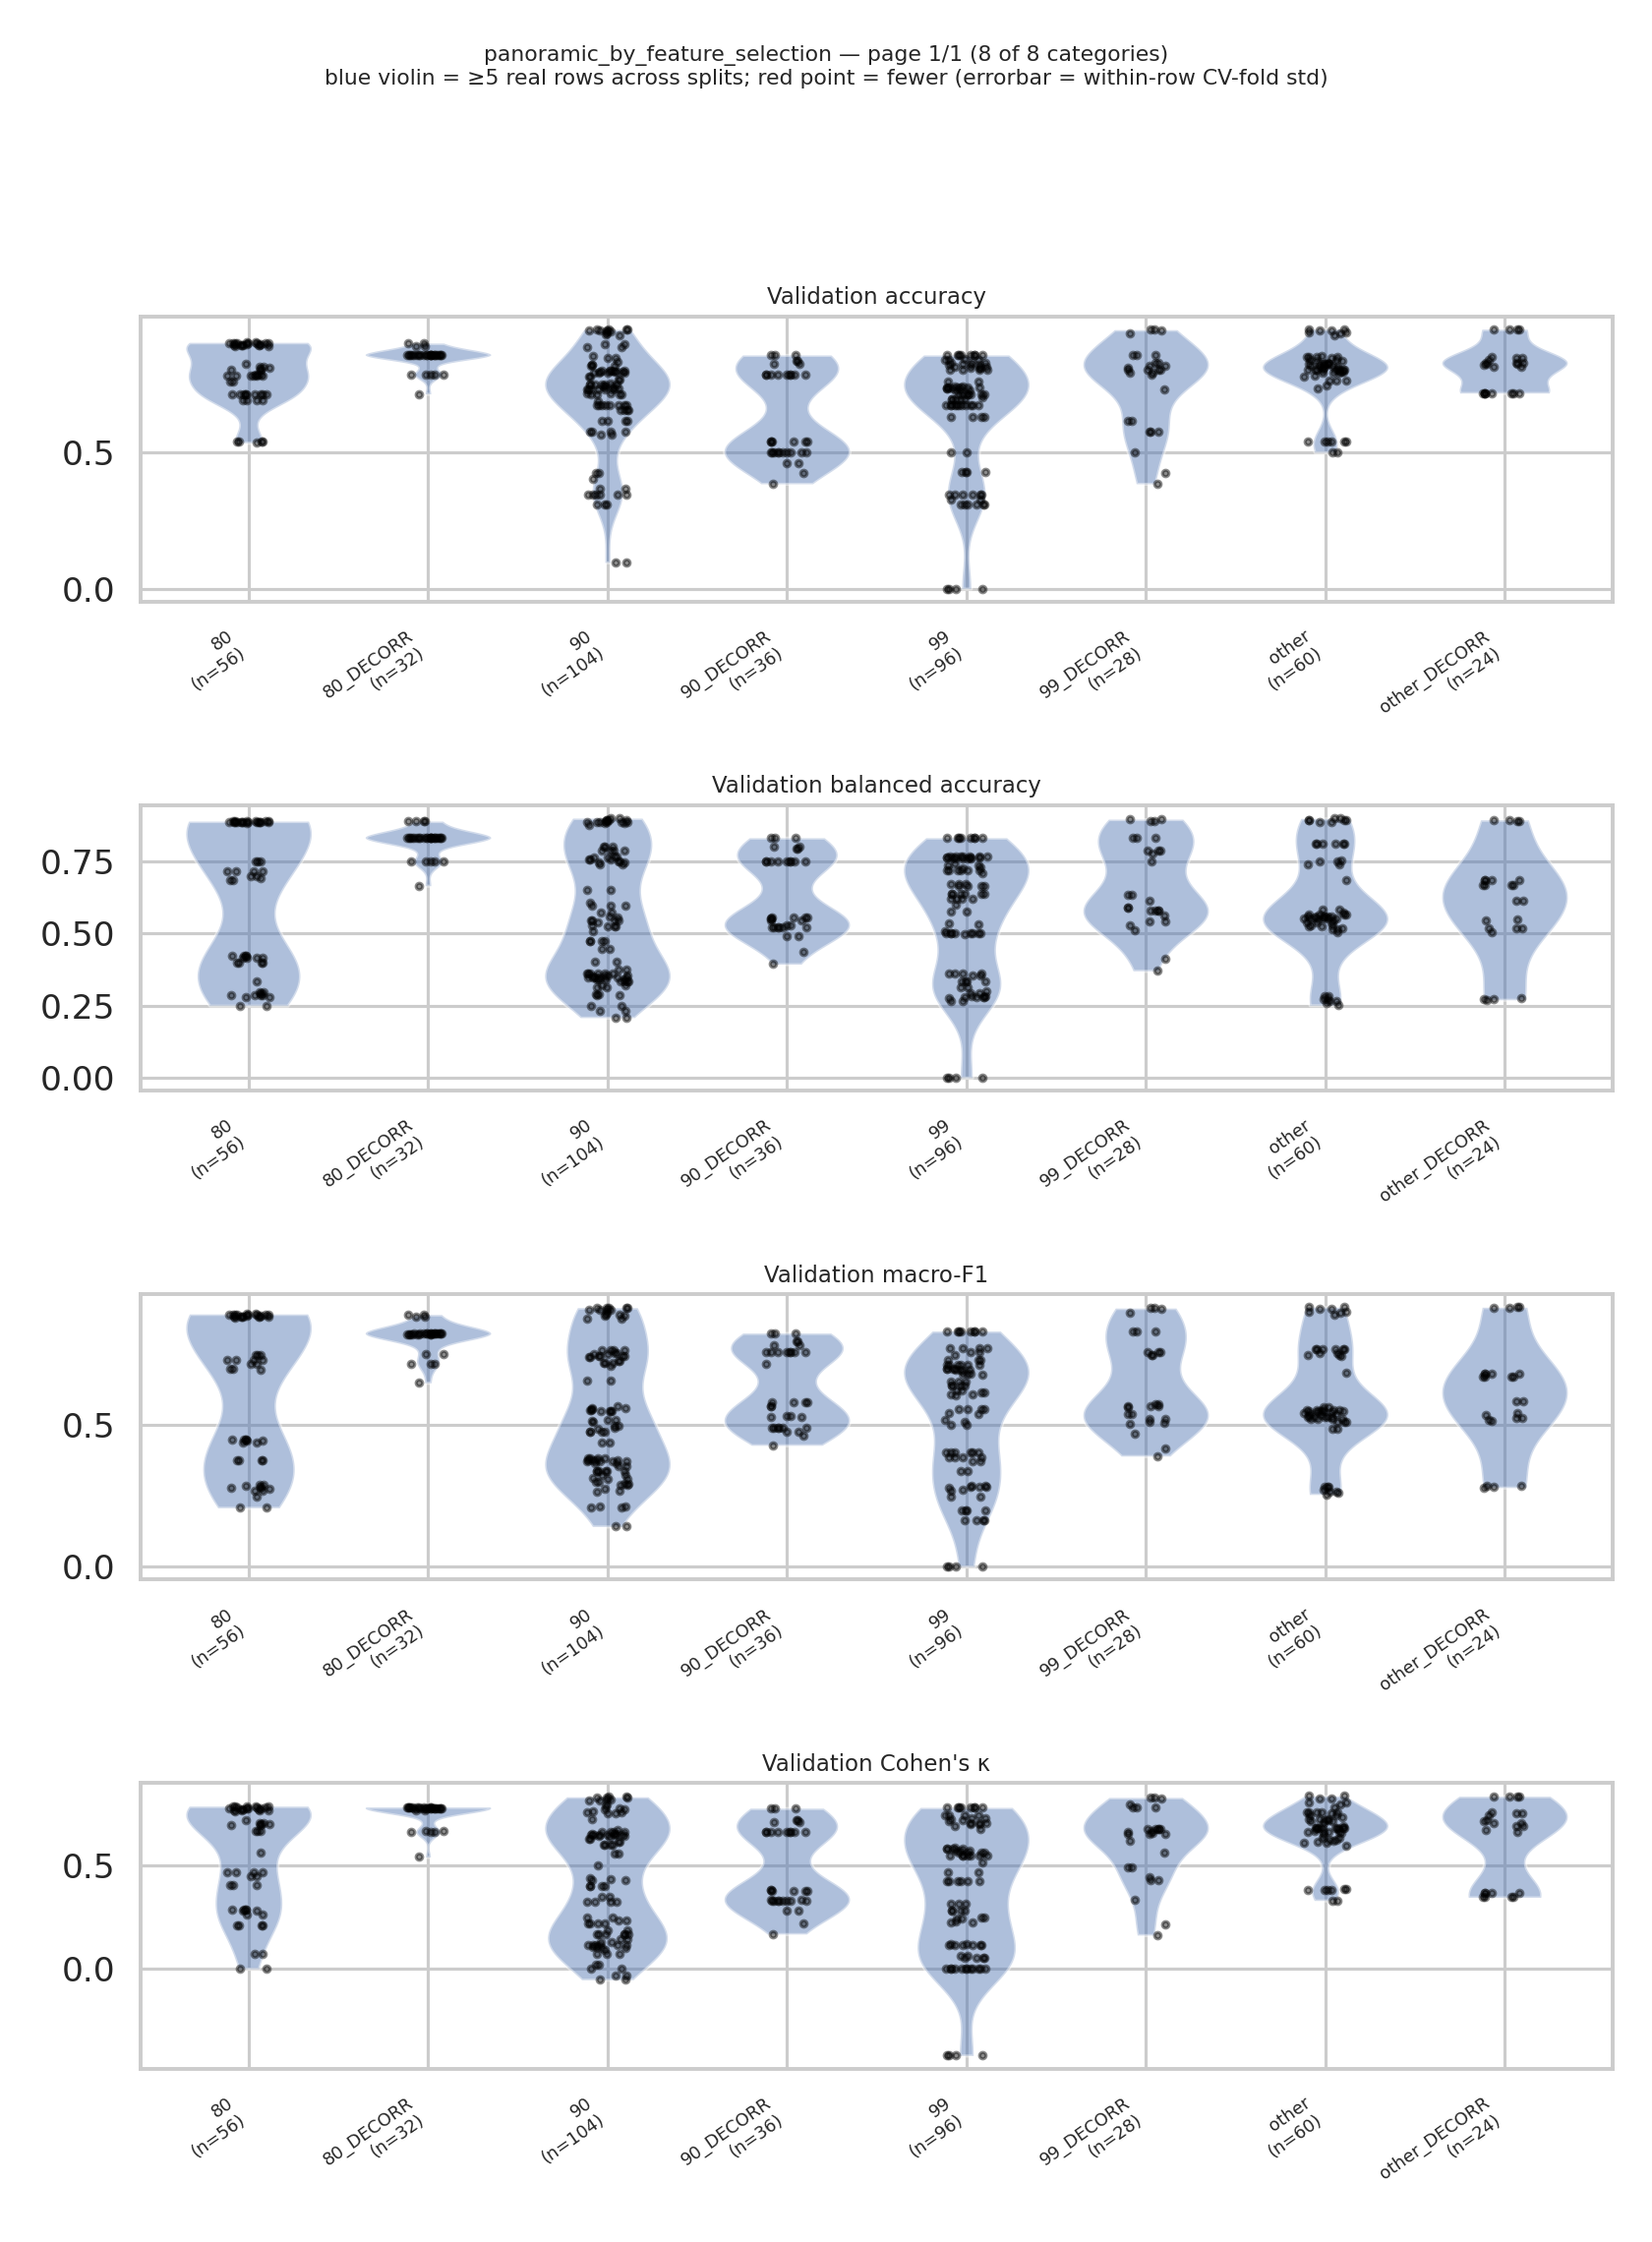 panoramic_by_feature_selection — page 1/1 (8 of 8 categories)
blue violin = ≥5 real rows across splits; red point = fewer (errorbar = within-row CV-fold std)
Validation accuracy
0.5
0.0
80
(n=56)
80_DECORR
(n=32)
90
(n=104)
90_DECORR
(n=36)
99
(n=96)
99_DECORR
(n=28)
other
(n=60)
other_DECORR
(n=24)
Validation balanced accuracy
0.75
0.50
0.25
0.00
80
(n=56)
80_DECORR
(n=32)
90
(n=104)
90_DECORR
(n=36)
99
(n=96)
99_DECORR
(n=28)
other
(n=60)
other_DECORR
(n=24)
Validation macro-F1
0.5
0.0
80
(n=56)
80_DECORR
(n=32)
90
(n=104)
90_DECORR
(n=36)
99
(n=96)
99_DECORR
(n=28)
other
(n=60)
other_DECORR
(n=24)
Validation Cohen's κ
0.5
0.0
80
(n=56)
80_DECORR
(n=32)
90
(n=104)
90_DECORR
(n=36)
99
(n=96)
99_DECORR
(n=28)
other
(n=60)
other_DECORR
(n=24)